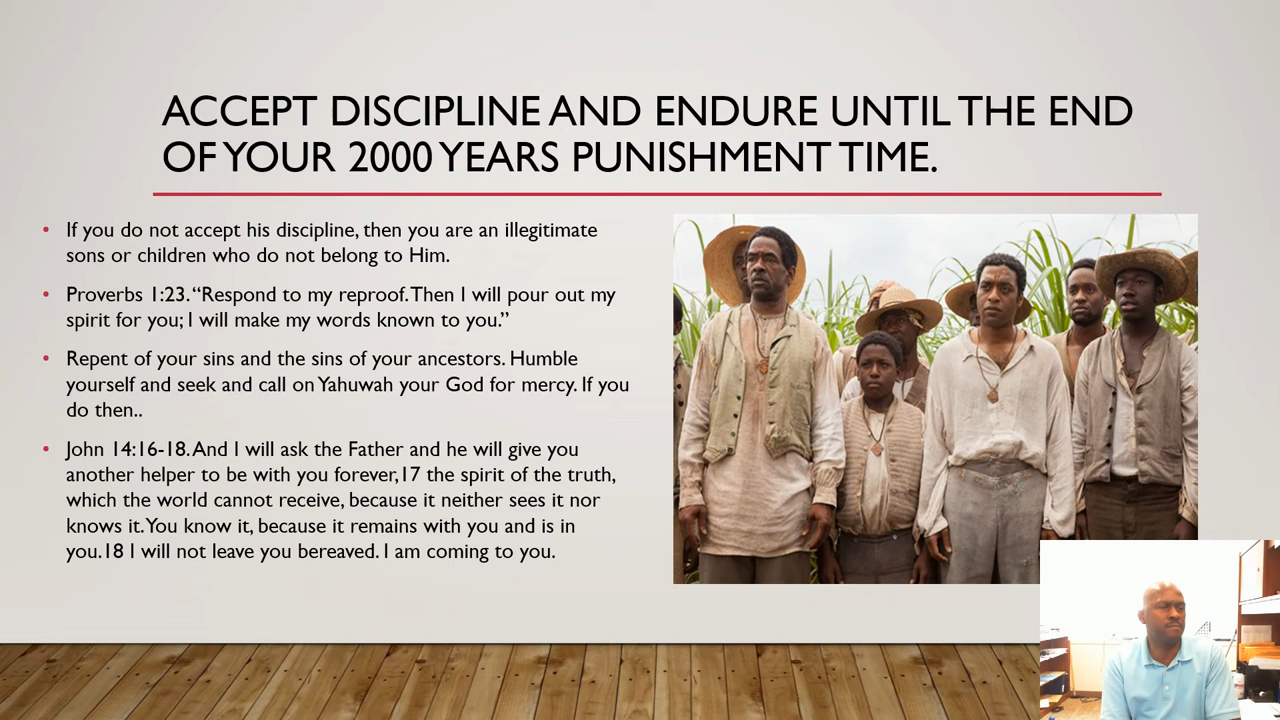 ACCEPT DISCIPLINE AND ENDURE UNTIL THE END
OF YOUR 2000 YEARS PUNISHMENT TIME.
• If you do not accept his discipline, then you are an illegitimate
sons or children who do not belong to Him.
• Proverbs 1:23. “Respond to my reproof. Then I will pour out my
spirit for you; I will make my words known to you.”
• Repent of your sins and the sins of your ancestors. Humble
yourself and seek and call on Yahuwah your God for mercy. If you
do then..
• John 14:16-18. And I will ask the Father and he will give you
another helper to be with you forever,17 the spirit of the truth,
which the world cannot receive, because it neither sees it nor
knows it. You know it, because it remains with you and is in
you.18 I will not leave you bereaved. I am coming to you.